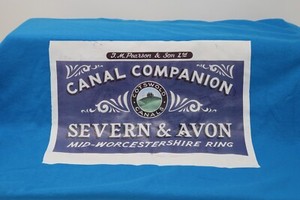 J.M. Pearson & Son Ltd
CANAL COMPANION
COTSWOLD
CANALS
SEVERN & AVON
MID-WORCESTERSHIRE RING